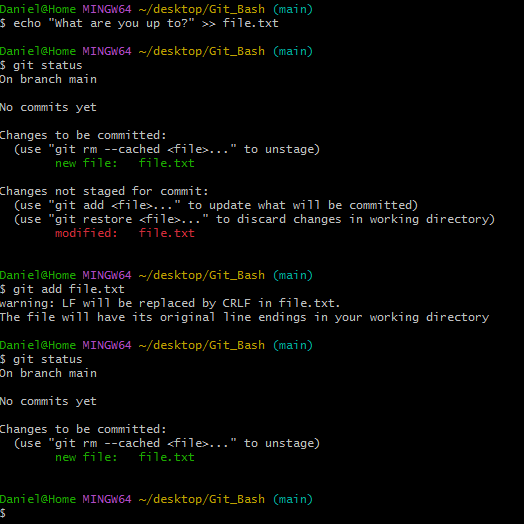 Daniel@Home MINGW64 ~/desktop/Git_Bash (main)
$ echo "What are you up to?" >> file.txt
Daniel@Home MINGW64 ~/desktop/Git_Bash (main)
$ git status
On branch main
No commits yet
Changes to be committed:
  (use "git rm --cached <file>..." to unstage)
        new file:   file.txt
Changes not staged for commit:
  (use "git add <file>..." to update what will be committed)
  (use "git restore <file>..." to discard changes in working directory)
        modified:   file.txt
Daniel@Home MINGW64 ~/desktop/Git_Bash (main)
$ git add file.txt
warning: LF will be replaced by CRLF in file.txt.
The file will have its original line endings in your working directory
Daniel@Home MINGW64 ~/desktop/Git_Bash (main)
$ git status
On branch main
No commits yet
Changes to be committed:
  (use "git rm --cached <file>..." to unstage)
        new file:   file.txt
Daniel@Home MINGW64 ~/desktop/Git_Bash (main)
$